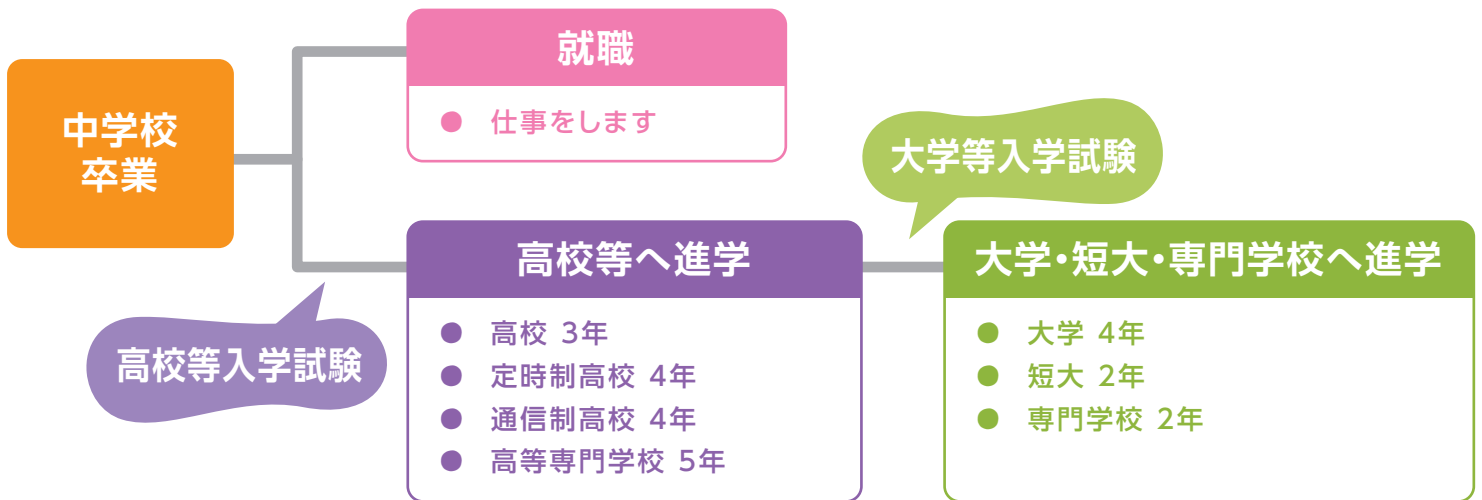 中学校
卒業
就職
● 仕事をします
高校等入学試験
高校等へ進学
● 高校 3年
● 定時制高校 4年
● 通信制高校 4年
● 高等専門学校 5年
大学等入学試験
大学・短大・専門学校へ進学
● 大学 4年
● 短大 2年
● 専門学校 2年